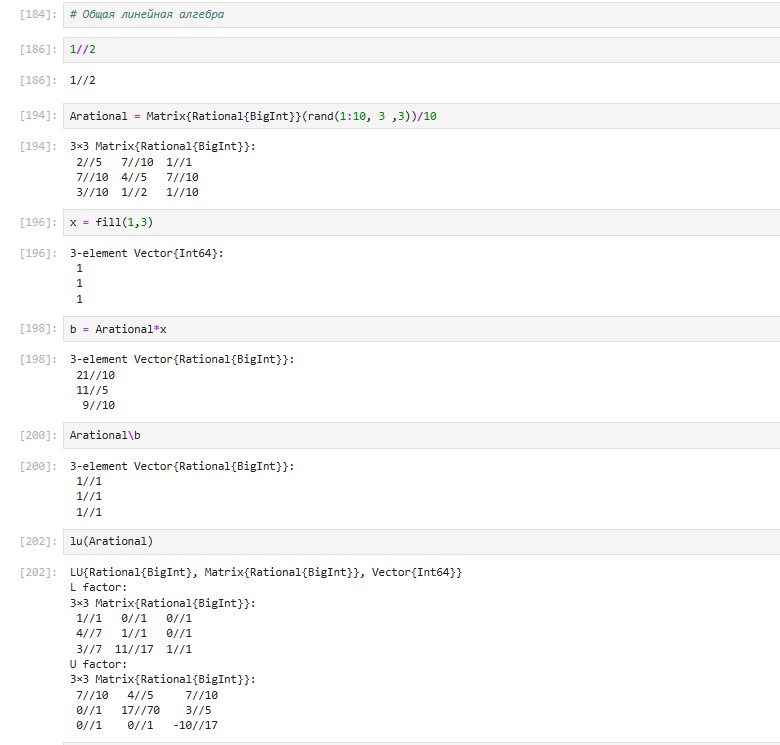 [184]: # Общая линейная алгебра
[186]: 1//2
[186]: 1//2
[194]: Arational = Matrix{Rational{BigInt}}(rand(1:10, 3 ,3))/10
[194]: 3×3 Matrix{Rational{BigInt}}:
2//5 7//10 1//1
7//10 4//5 7//10
3//10 1//2 1//10
[196]: x = fill(1,3)
[196]: 3-element Vector{Int64}:
1
1
1
[198]: b = Arational*x
[198]: 3-element Vector{Rational{BigInt}}:
21//10
11//5
9//10
[200]: Arational\b
[200]: 3-element Vector{Rational{BigInt}}:
1//1
1//1
1//1
[202]: lu(Arational)
[202]: LU{Rational{BigInt}, Matrix{Rational{BigInt}}, Vector{Int64}}
L factor:
3×3 Matrix{Rational{BigInt}}:
1//1 0//1 0//1
4//7 1//1 0//1
3//7 11//17 1//1
U factor:
3×3 Matrix{Rational{BigInt}}:
7//10 4//5 7//10
0//1 17//70 3//5
0//1 0//1 -10//17